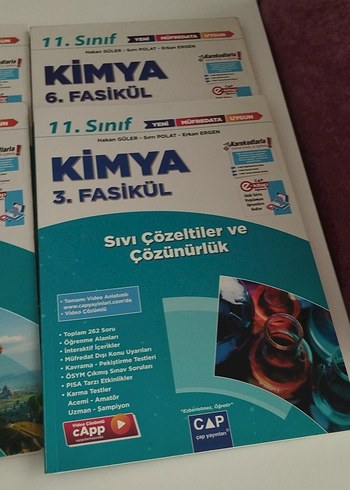 11. Sınıf YENİ MÜFREDATA UYGUN
Hakan GÜLER - Sırrı POLAT - Erkan ERGEN
KİMYA
6. FASİKÜL
Karekodlarla
11. Sınıf YENİ MÜFREDATA UYGUN
Hakan GÜLER - Sırrı POLAT - Erkan ERGEN
KİMYA
3. FASİKÜL
Karekodlarla
Sıvı Çözeltiler ve
Çözünürlük
• Tamamı Video Anlatımlı
www.capyayinlari.com.tr
• Video Çözümlü
• Toplam 262 Soru
• Öğrenme Alanları
• İnteraktif İçerikler
• Müfredat Dışı Konu Uyarıları
• Kavrama - Pekiştirme Testleri
• ÖSYM Çıkmış Sınav Soruları
• PISA Tarzı Etkinlikler
• Karma Testler
Acemi - Amatör
Uzman - Şampiyon
Video Çözümlü
cApp
"Kibirlenmez, Öğretir"
ÇAP
çap yayınları